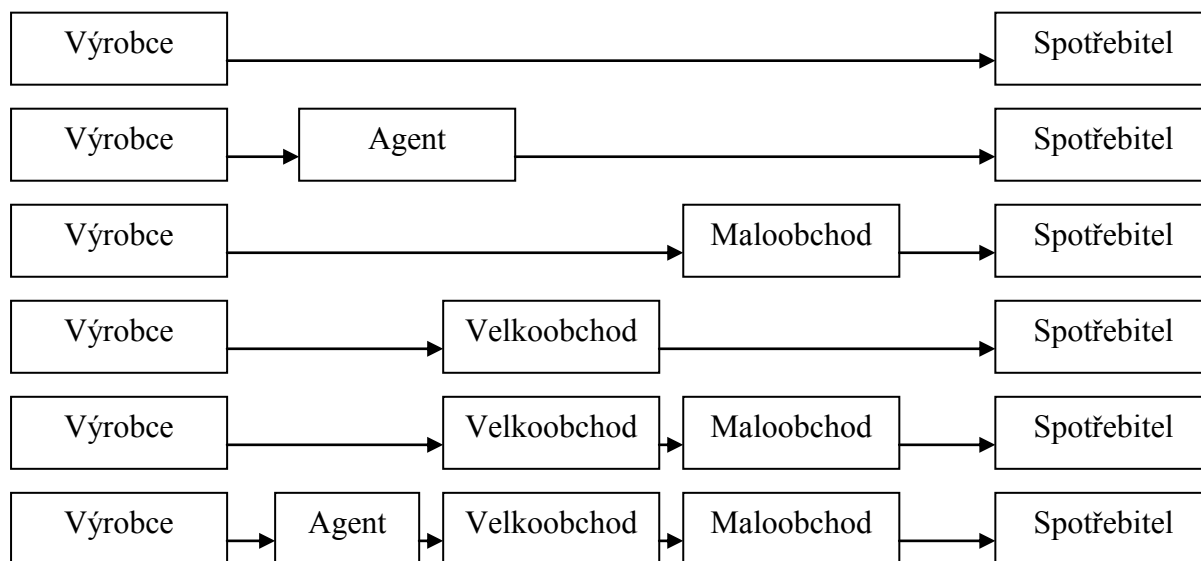 Výrobce Spotřebitel
Výrobce Agent Spotřebitel
Výrobce Maloobchod Spotřebitel
Výrobce Velkoobchod Spotřebitel
Výrobce Velkoobchod Maloobchod Spotřebitel
Výrobce Agent Velkoobchod Maloobchod Spotřebitel